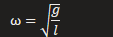 ω = √(g/l)